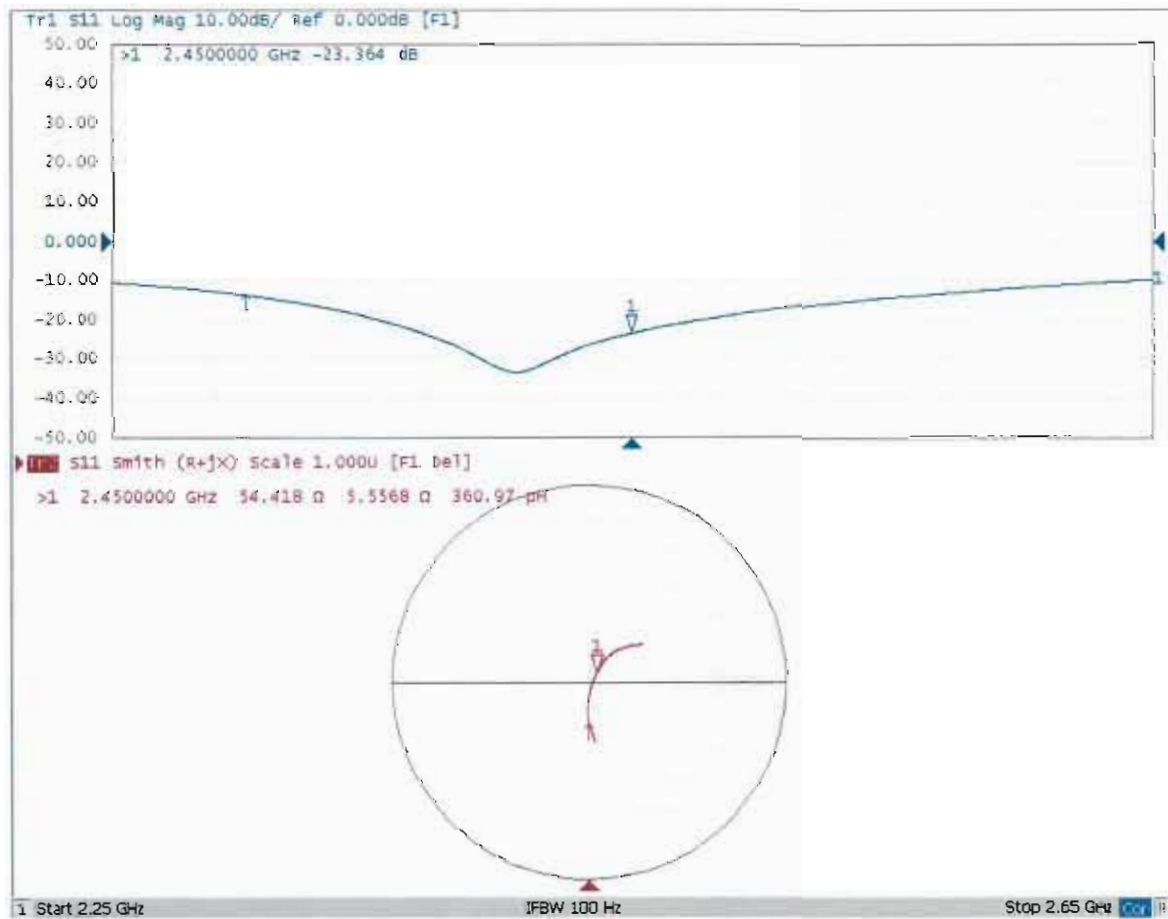 Tr1 S11 Log Mag 10.00dB/ Ref 0.000dB [F1]
50.00
>1 2.4500000 GHz -23.364 dB
40.00
30.00
20.00
10.00
0.000
-10.00
1
-20.00
1
-30.00
-40.00
-50.00
S11 Smith (R+jX) Scale 1.000U [F1 Del]
>1 2.4500000 GHz 54.418 Ω 5.5568 Ω 360.97 pH
1
1 Start 2.25 GHz
IFBW 100 Hz
Stop 2.65 GHz Cor